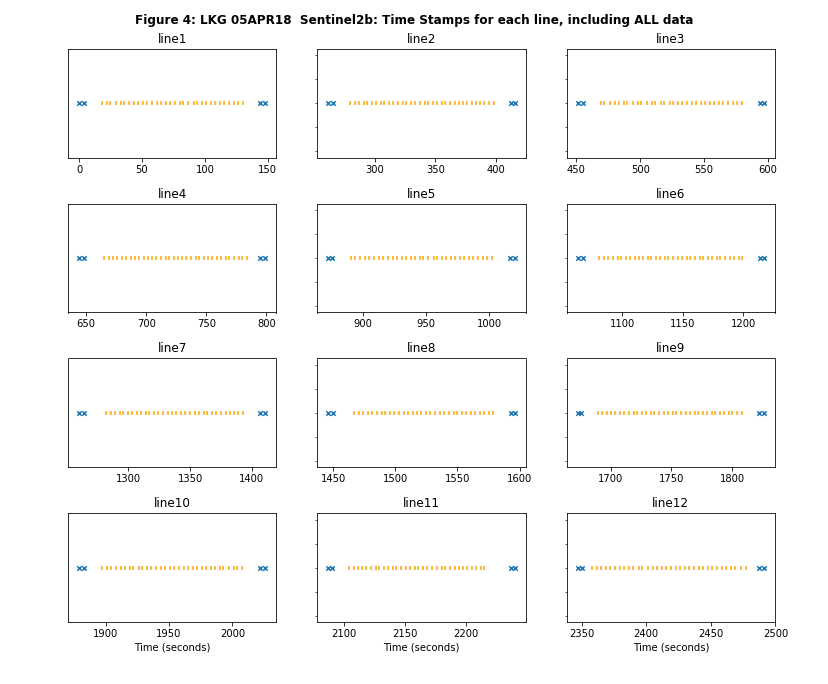 Figure 4: LKG 05APR18  Sentinel2b: Time Stamps for each line, including ALL data
line1 line2 line3
0 50 100 150 300 350 400 450 500 550 600
line4 line5 line6
650 700 750 800 900 950 1000 1100 1150 1200
line7 line8 line9
1300 1350 1400 1450 1500 1550 1600 1700 1750 1800
line10 line11 line12
1900 1950 2000 2100 2150 2200 2350 2400 2450 2500
Time (seconds) Time (seconds) Time (seconds)